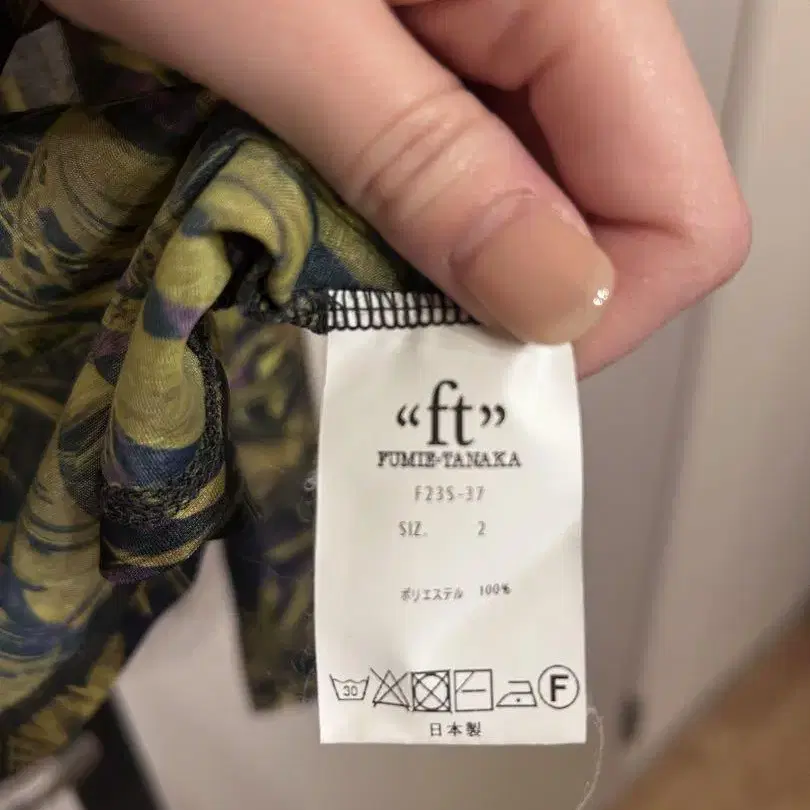 “ft”
FUMIE=TANAKA
F23S-37
SIZ. 2
ポリエステル 100%
30
F
日本製